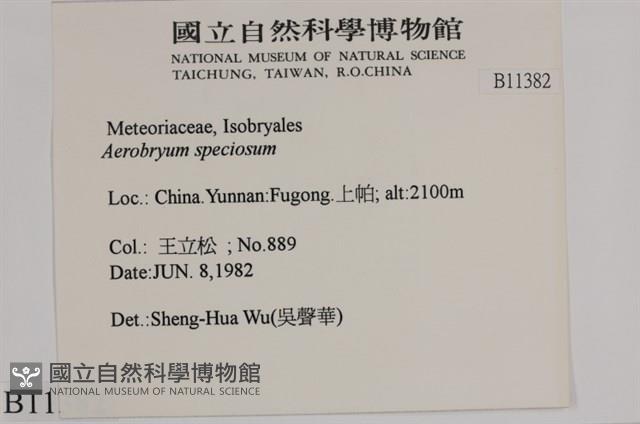 國立自然科學博物館
NATIONAL MUSEUM OF NATURAL SCIENCE
TAICHUNG, TAIWAN, R.O.CHINA
B11382
Meteoriaceae, Isobryales
Aerobryum speciosum
Loc.: China.Yunnan:Fugong.上帕; alt:2100m
Col.: 王立松 ; No.889
Date:JUN. 8,1982
Det.:Sheng-Hua Wu(吳聲華)
國立自然科學博物館
NATIONAL MUSEUM OF NATURAL SCIENCE
B11